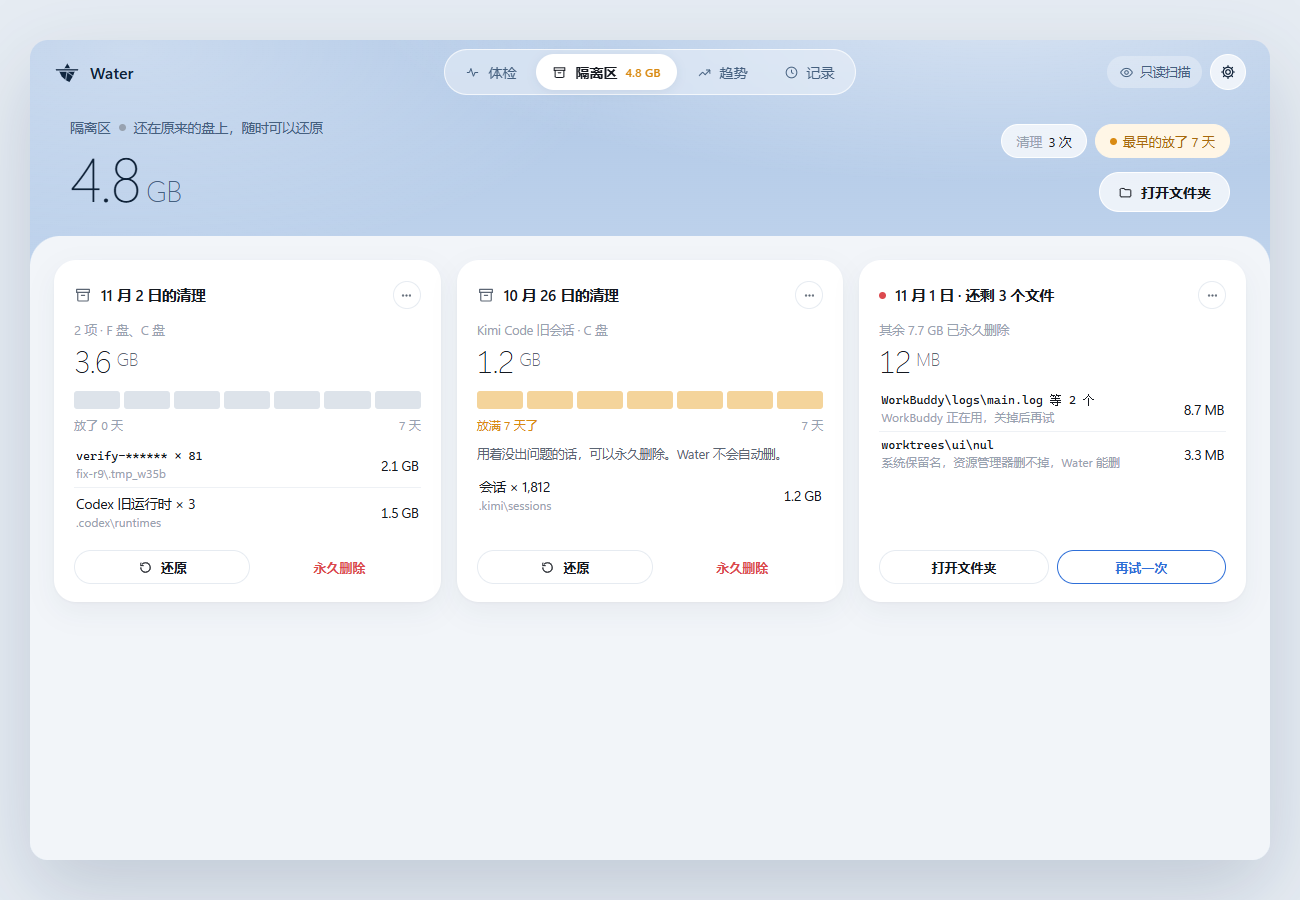 Water
体检
隔离区 4.8 GB
趋势
记录
只读扫描
隔离区 ● 还在原来的盘上，随时可以还原
4.8 GB
清理 3 次
最早的放了 7 天
打开文件夹
11 月 2 日的清理
2 项 · F 盘、C 盘
3.6 GB
放了 0 天
7 天
verify-****** × 81
fix-r9\.tmp_w35b
2.1 GB
Codex 旧运行时 × 3
.codex\runtimes
1.5 GB
还原
永久删除
10 月 26 日的清理
Kimi Code 旧会话 · C 盘
1.2 GB
放满 7 天了
7 天
用着没出问题的话，可以永久删除。Water 不会自动删。
会话 × 1,812
.kimi\sessions
1.2 GB
还原
永久删除
11 月 1 日 · 还剩 3 个文件
其余 7.7 GB 已永久删除
12 MB
WorkBuddy\logs\main.log 等 2 个
WorkBuddy 正在用，关掉后再试
8.7 MB
worktrees\ui\nul
系统保留名，资源管理器删不掉，Water 能删
3.3 MB
打开文件夹
再试一次